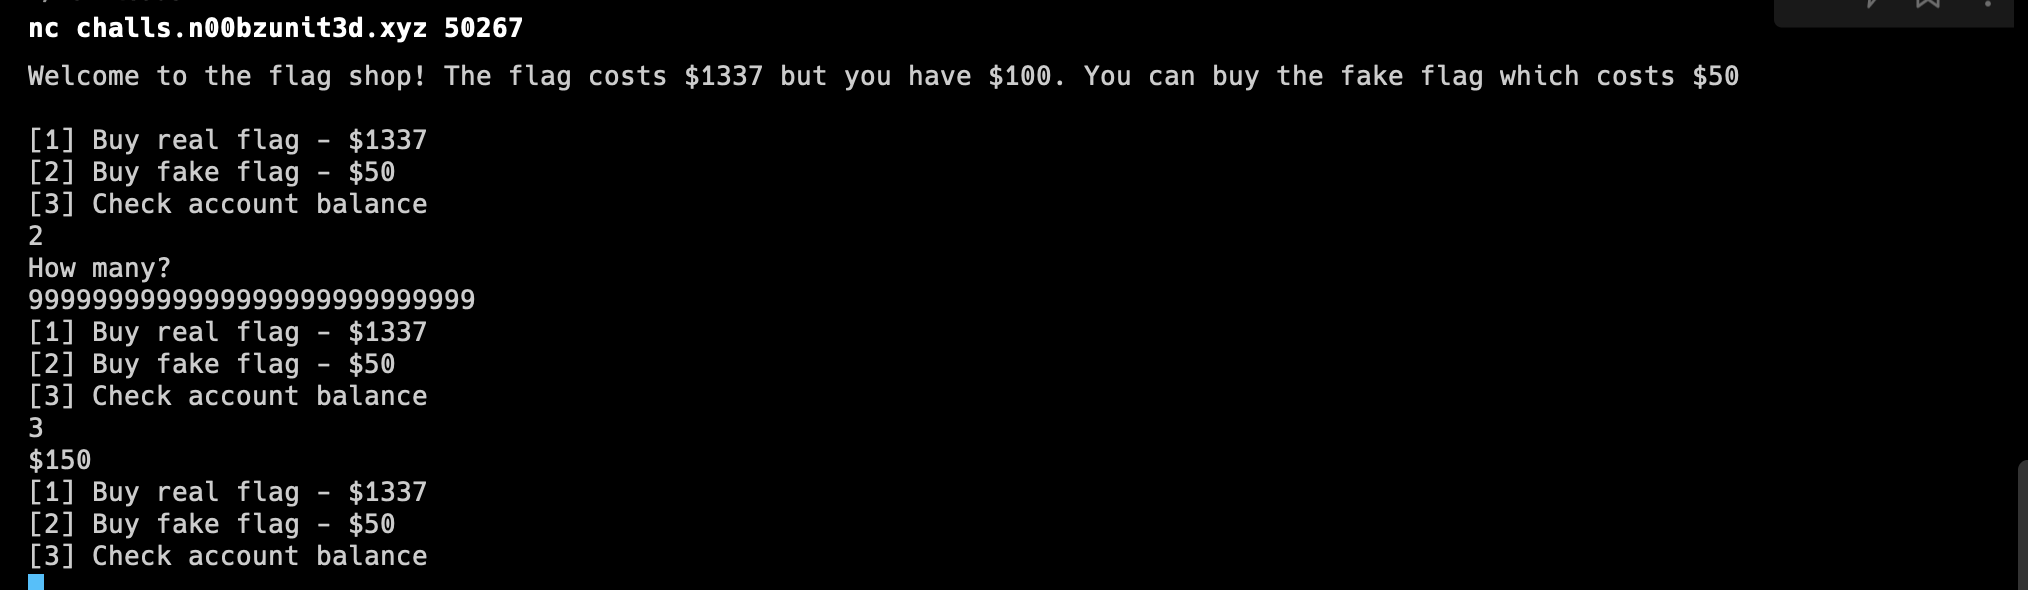 nc challs.n00bzunit3d.xyz 50267
Welcome to the flag shop! The flag costs $1337 but you have $100. You can buy the fake flag which costs $50
[1] Buy real flag - $1337
[2] Buy fake flag - $50
[3] Check account balance
2
How many?
9999999999999999999999999999
[1] Buy real flag - $1337
[2] Buy fake flag - $50
[3] Check account balance
3
$150
[1] Buy real flag - $1337
[2] Buy fake flag - $50
[3] Check account balance